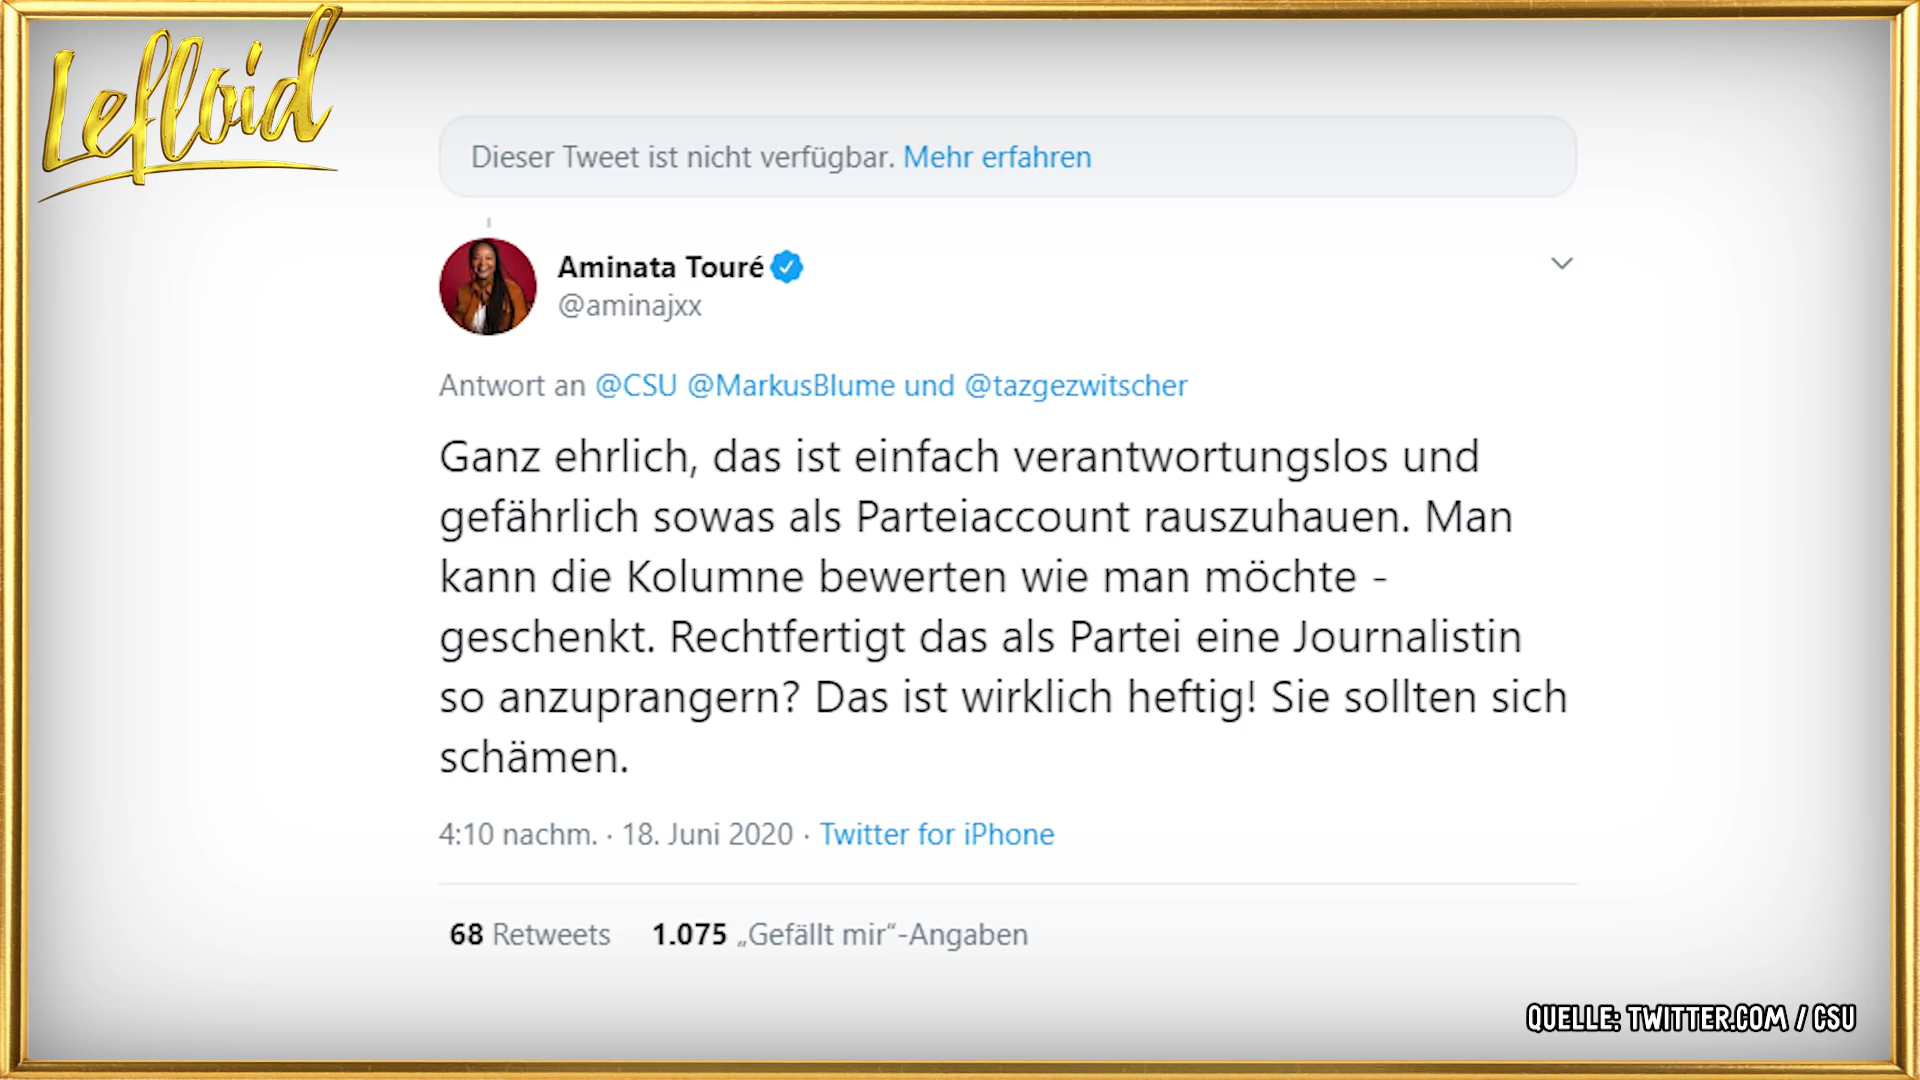 Lefloid
Dieser Tweet ist nicht verfügbar. Mehr erfahren
Aminata Touré
@aminajxx
Antwort an @CSU @MarkusBlume und @tazgezwitscher
Ganz ehrlich, das ist einfach verantwortungslos und
gefährlich sowas als Parteiaccount rauszuhauen. Man
kann die Kolumne bewerten wie man möchte -
geschenkt. Rechtfertigt das als Partei eine Journalistin
so anzuprangern? Das ist wirklich heftig! Sie sollten sich
schämen.
4:10 nachm. · 18. Juni 2020 · Twitter for iPhone
68 Retweets 1.075 „Gefällt mir“-Angaben
QUELLE: TWITTER.COM / CSU